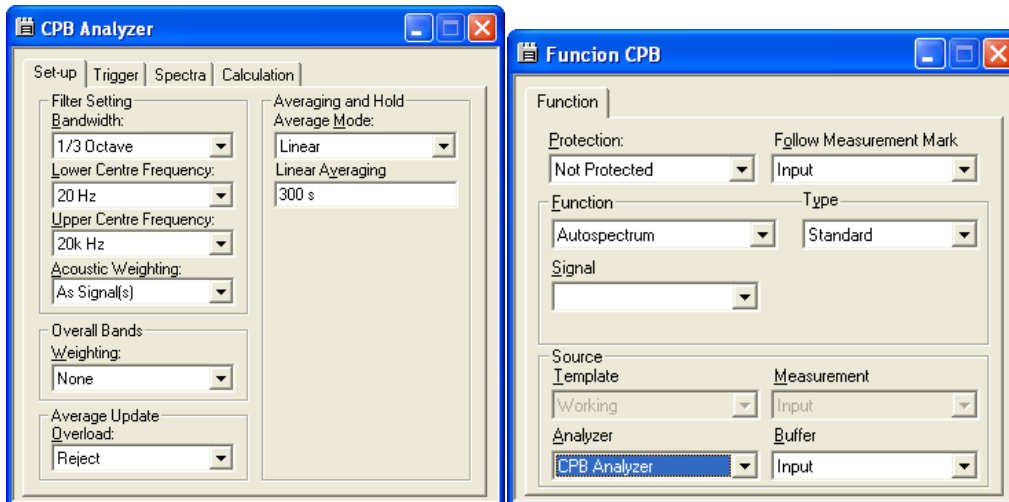 CPB Analyzer
Set-up Trigger Spectra Calculation
Filter Setting
Bandwidth:
1/3 Octave
Lower Centre Frequency:
20 Hz
Upper Centre Frequency:
20k Hz
Acoustic Weighting:
As Signal(s)
Overall Bands
Weighting:
None
Average Update
Overload:
Reject
Averaging and Hold
Average Mode:
Linear
Linear Averaging
300 s
Funcion CPB
Function
Protection: Follow Measurement Mark
Not Protected Input
Function Type
Autospectrum Standard
Signal
Source
Template Measurement
Working Input
Analyzer Buffer
CPB Analyzer Input